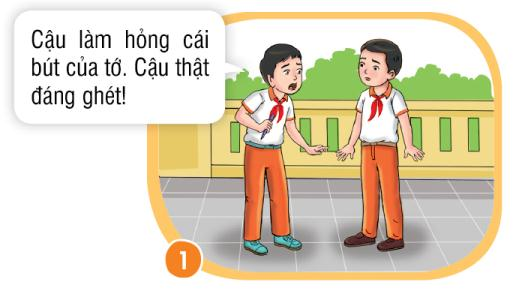 Cậu làm hỏng cái
bút của tớ. Cậu thật
đáng ghét!
1